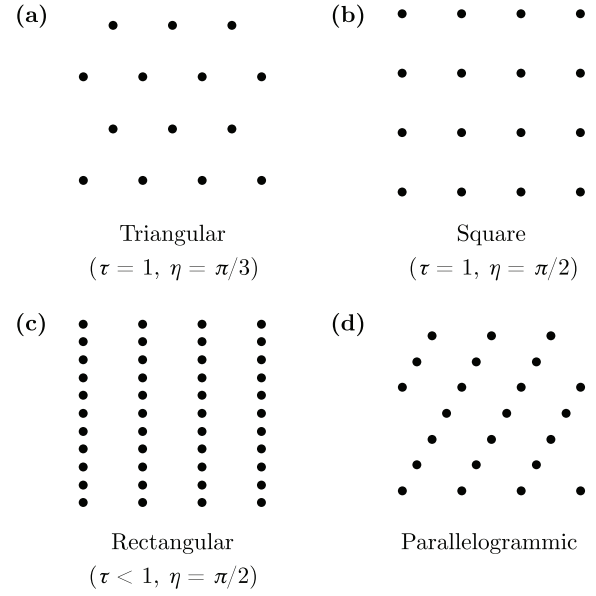 (a)
Triangular
(τ = 1, η = π/3)
(b)
Square
(τ = 1, η = π/2)
(c)
Rectangular
(τ < 1, η = π/2)
(d)
Parallelogrammic